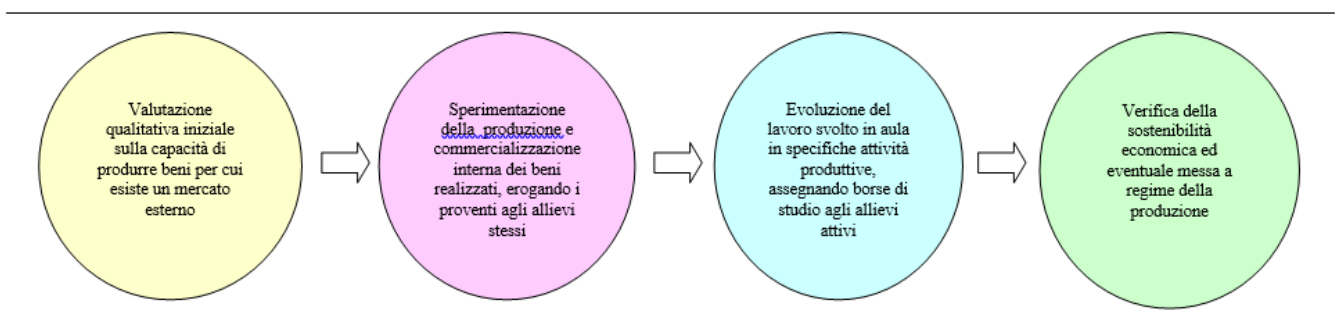 Valutazione
qualitativa iniziale
sulla capacità di
produrre beni per cui
esiste un mercato
esterno
Sperimentazione
della  produzione e
commercializzazione
interna dei beni
realizzati, erogando i
proventi agli allievi
stessi
Evoluzione del
lavoro svolto in aula
in specifiche attività
produttive,
assegnando borse di
studio agli allievi
attivi
Verifica della
sostenibilità
economica ed
eventuale messa a
regime della
produzione